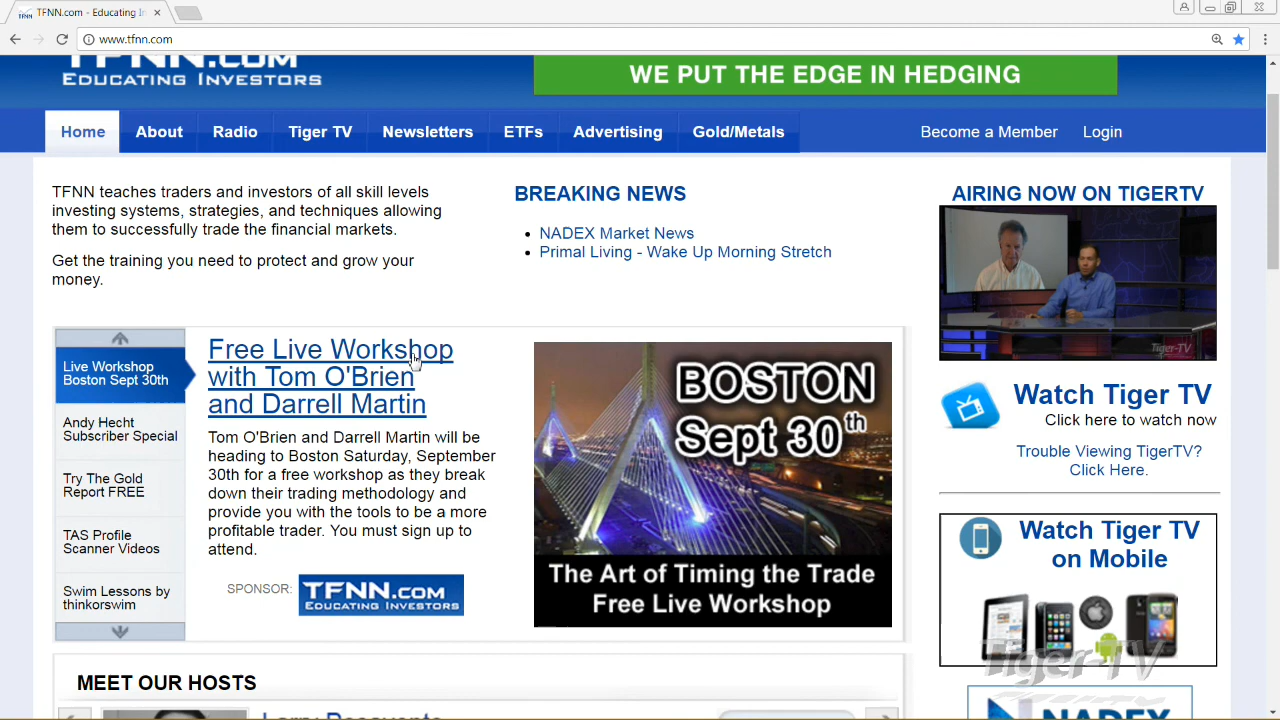 TFNN.com - Educating In
www.tfnn.com
TFNN.COM
EDUCATING INVESTORS
WE PUT THE EDGE IN HEDGING
Home
About
Radio
Tiger TV
Newsletters
ETFs
Advertising
Gold/Metals
Become a Member
Login
TFNN teaches traders and investors of all skill levels
investing systems, strategies, and techniques allowing
them to successfully trade the financial markets.
Get the training you need to protect and grow your
money.
BREAKING NEWS
NADEX Market News
Primal Living - Wake Up Morning Stretch
AIRING NOW ON TIGERTV
Tiger-TV
Live Workshop
Boston Sept 30th
Andy Hecht
Subscriber Special
Try The Gold
Report FREE
TAS Profile
Scanner Videos
Swim Lessons by
thinkorswim
Free Live Workshop
with Tom O'Brien
and Darrell Martin
Tom O'Brien and Darrell Martin will be
heading to Boston Saturday, September
30th for a free workshop as they break
down their trading methodology and
provide you with the tools to be a more
profitable trader. You must sign up to
attend.
SPONSOR:
TFNN.COM
EDUCATING INVESTORS
BOSTON
Sept 30th
The Art of Timing the Trade
Free Live Workshop
Watch Tiger TV
Click here to watch now
Trouble Viewing TigerTV?
Click Here.
Watch Tiger TV
on Mobile
Tiger-TV
NADEX
MEET OUR HOSTS
Larry Pesavento